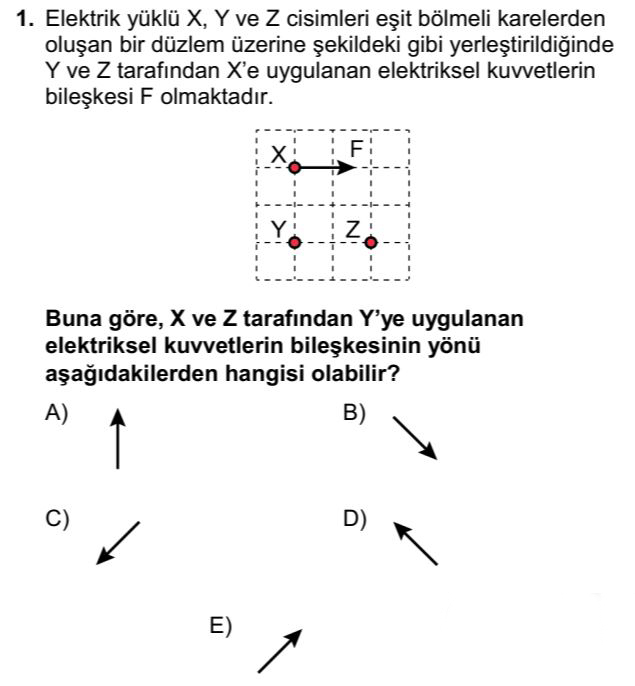 1. Elektrik yüklü X, Y ve Z cisimleri eşit bölmeli karelerden
oluşan bir düzlem üzerine şekildeki gibi yerleştirildiğinde
Y ve Z tarafından X'e uygulanan elektriksel kuvvetlerin
bileşkesi F olmaktadır.
X F
Y Z
Buna göre, X ve Z tarafından Y'ye uygulanan
elektriksel kuvvetlerin bileşkesinin yönü
aşağıdakilerden hangisi olabilir?
A) B)
C) D)
E)